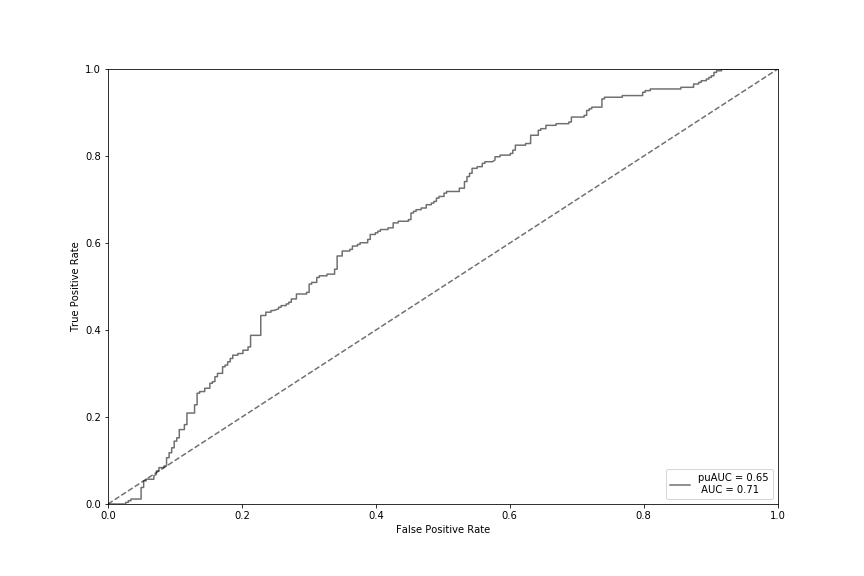 1.0
0.8
0.6
0.4
0.2
0.0
True Positive Rate
0.0 0.2 0.4 0.6 0.8 1.0
False Positive Rate
puAUC = 0.65
AUC = 0.71